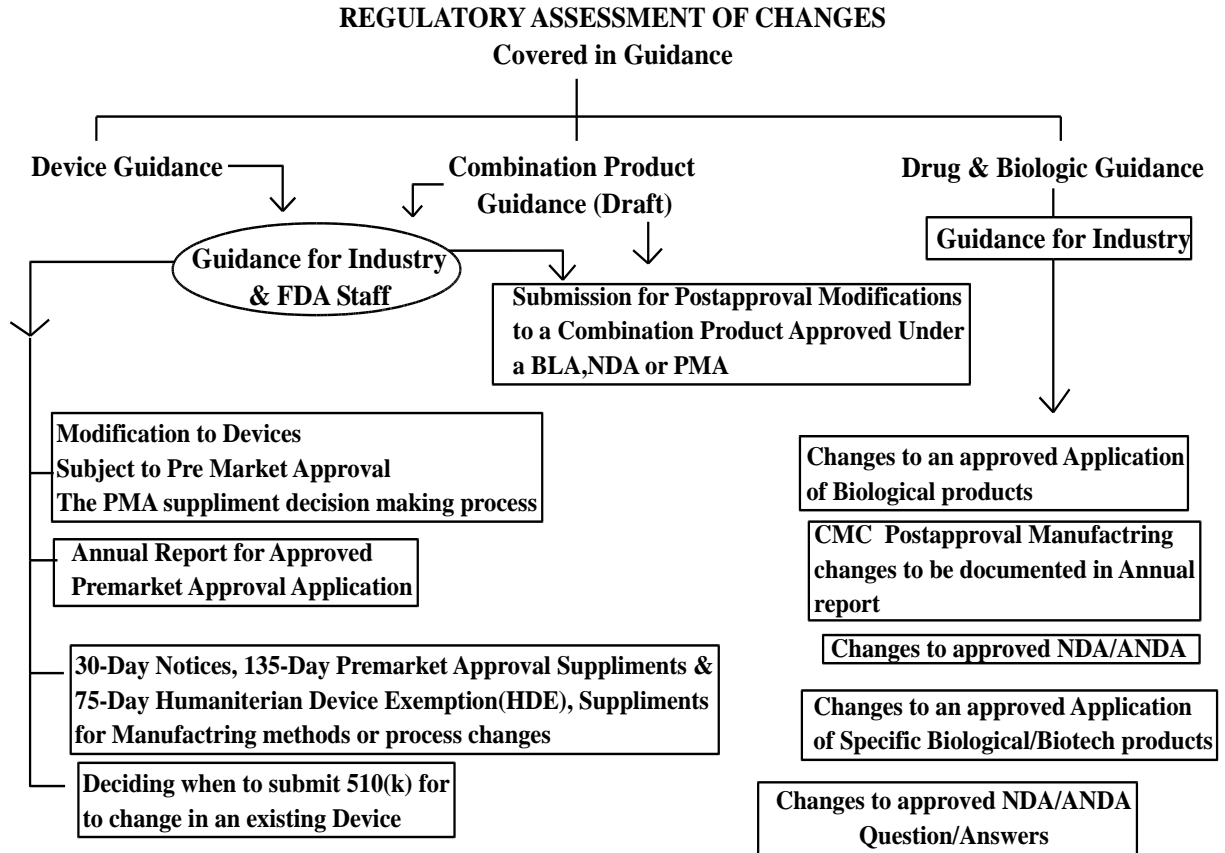 REGULATORY ASSESSMENT OF CHANGES
Covered in Guidance
Device Guidance
Combination Product
Guidance (Draft)
Drug & Biologic Guidance
Guidance for Industry
& FDA Staff
Guidance for Industry
Submission for Postapproval Modifications
to a Combination Product Approved Under
a BLA,NDA or PMA
Modification to Devices
Subject to Pre Market Approval
The PMA suppliment decision making process
Annual Report for Approved
Premarket Approval Application
30-Day Notices, 135-Day Premarket Approval Suppliments &
75-Day Humaniterian Device Exemption(HDE), Suppliments
for Manufactring methods or process changes
Deciding when to submit 510(k) for
to change in an existing Device
Changes to an approved Application
of Biological products
CMC Postapproval Manufactring
changes to be documented in Annual
report
Changes to approved NDA/ANDA
Changes to an approved Application
of Specific Biological/Biotech products
Changes to approved NDA/ANDA
Question/Answers